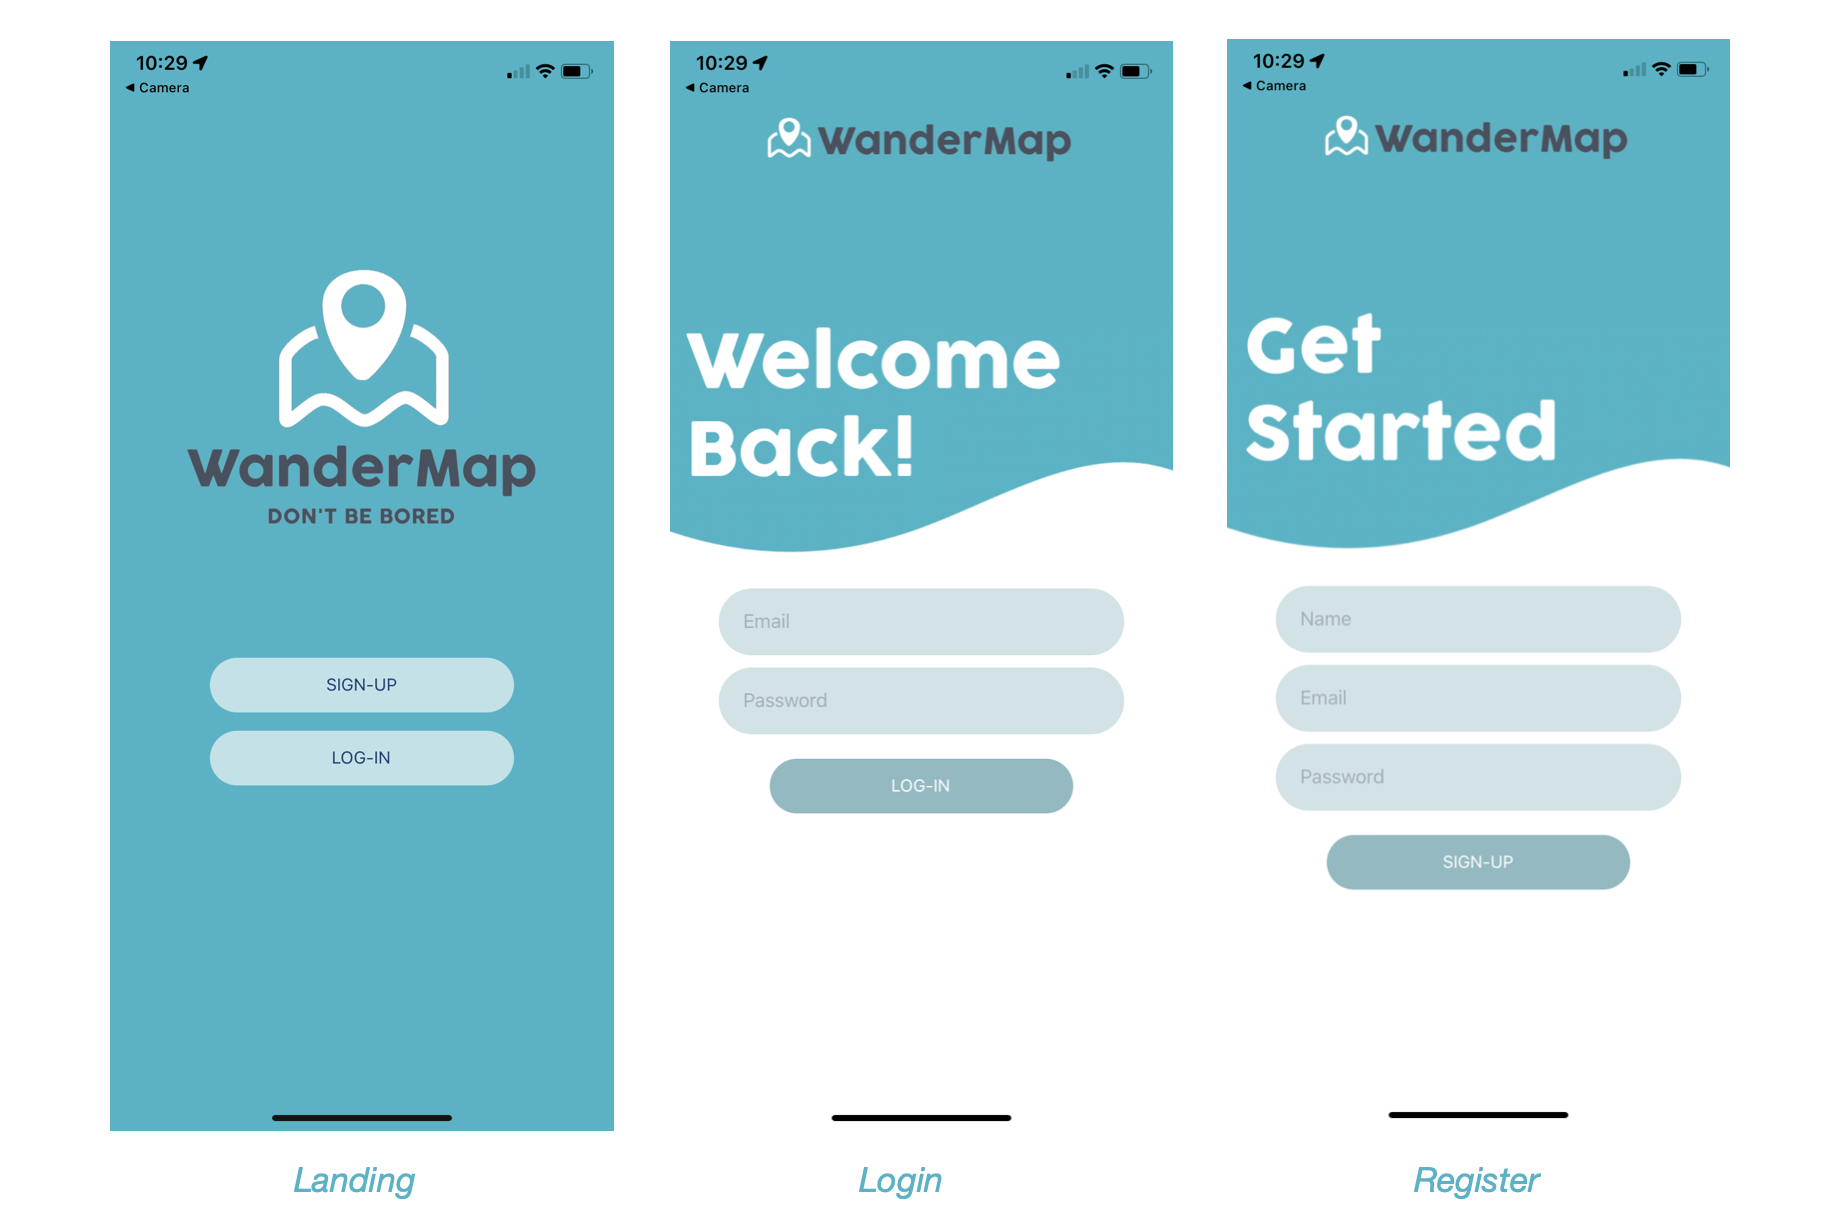 10:29
Camera
WanderMap
DON'T BE BORED
SIGN-UP
LOG-IN
Landing
10:29
Camera
WanderMap
Welcome
Back!
Email
Password
LOG-IN
Login
10:29
Camera
WanderMap
Get
Started
Name
Email
Password
SIGN-UP
Register